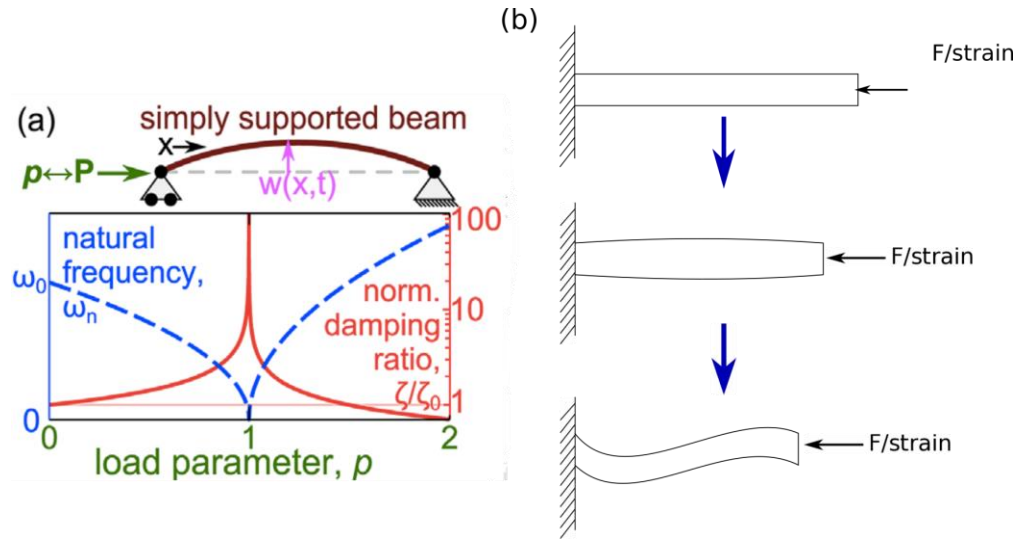 (a)
simply supported beam
x
p↔P
w(x,t)
natural
frequency,
ωn
ω0
0
norm.
damping
ratio,
ζ/ζ0
100
10
1
0
1
2
load parameter, p
(b)
F/strain
F/strain
F/strain